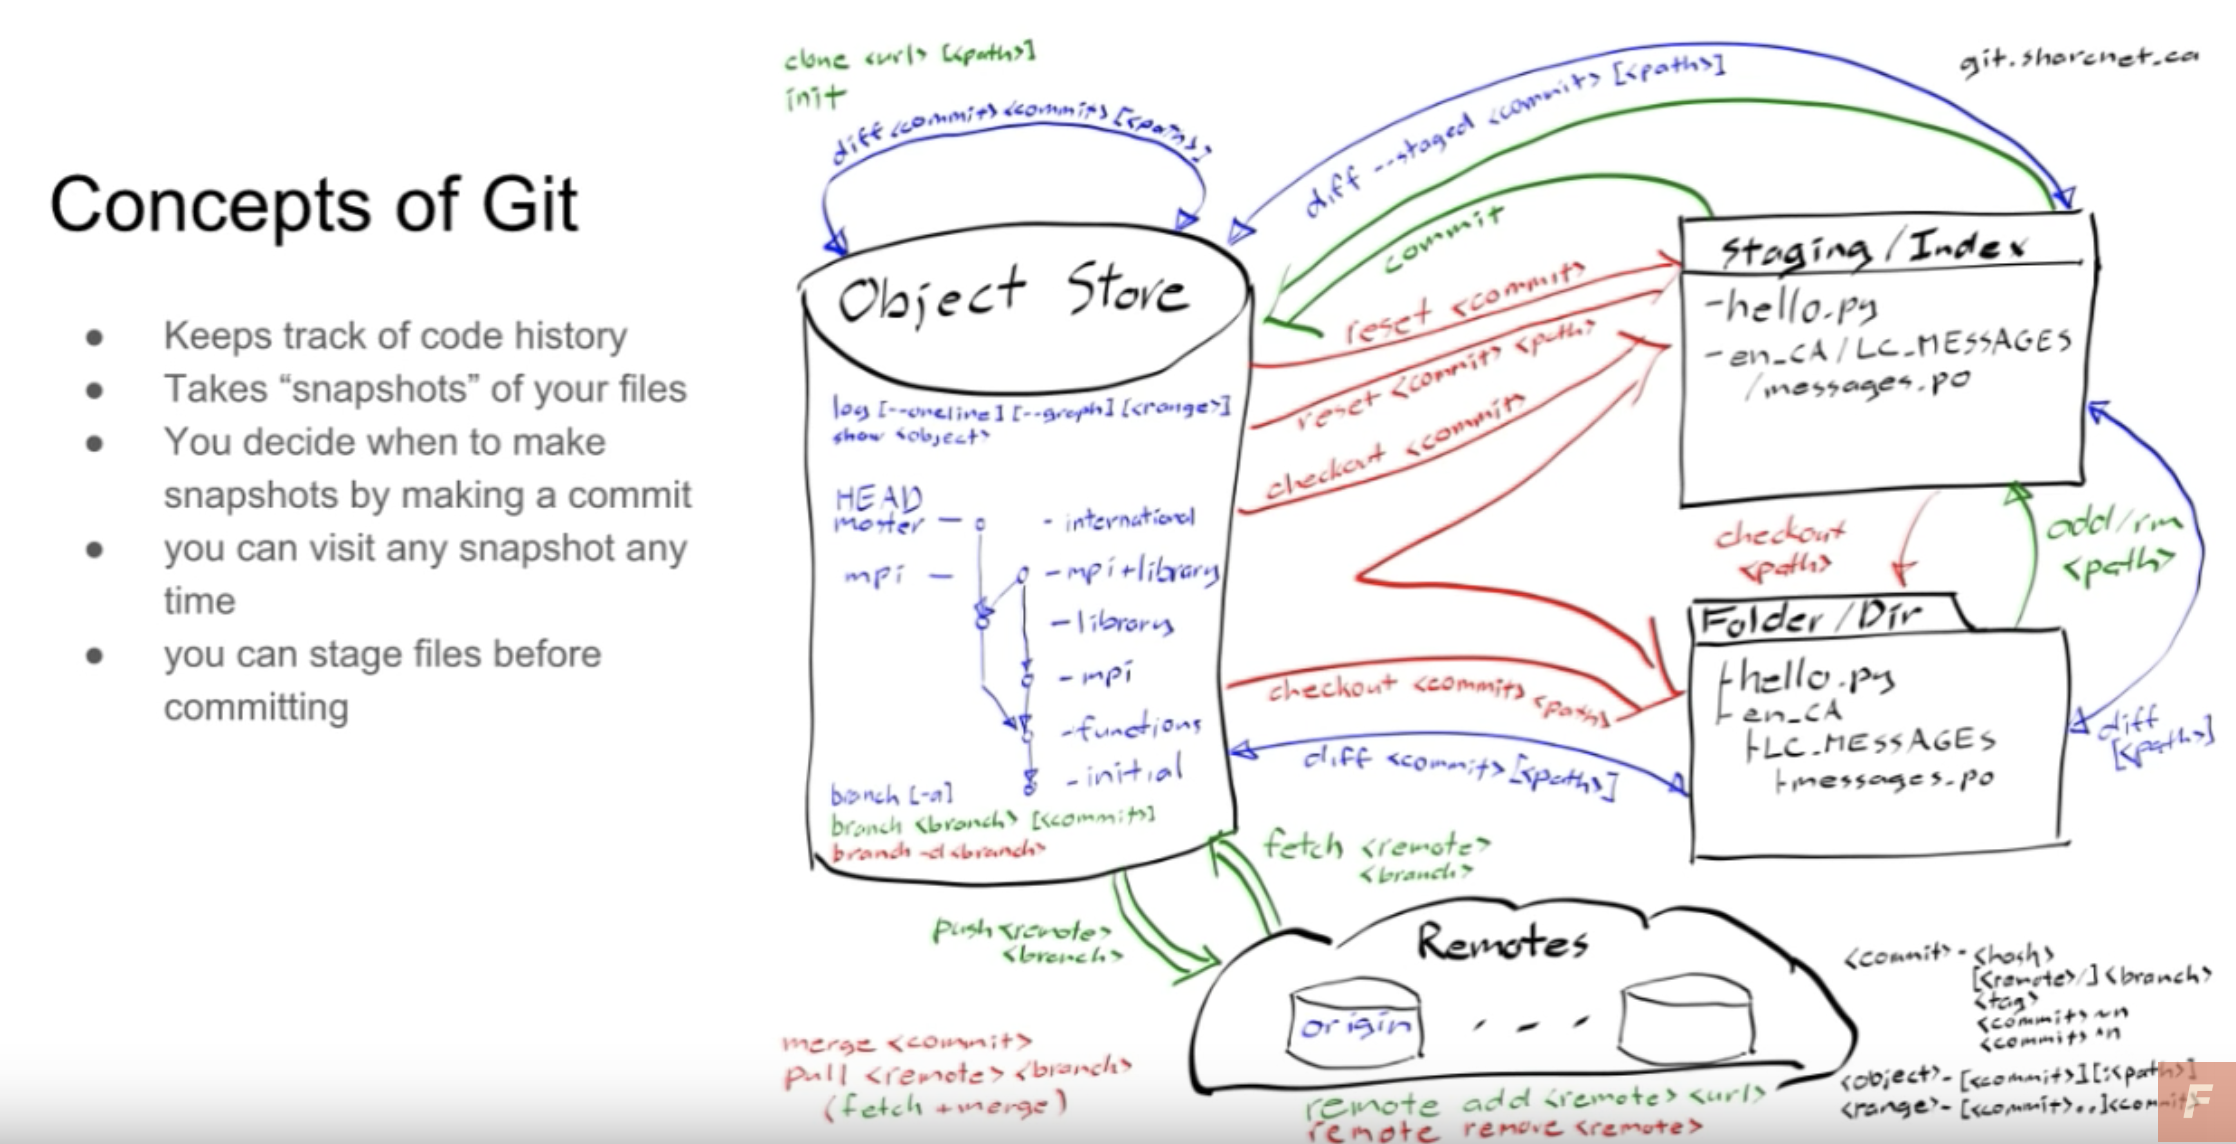 Concepts of Git
Keeps track of code history
Takes “snapshots” of your files
You decide when to make
snapshots by making a commit
you can visit any snapshot any
time
you can stage files before
committing
clone <url> [<path>]
init
git.sharcnet.ca
diff <commit> <commit> [<path>]
diff --staged <commit> [<path>]
commit
Object Store
log [--oneline] [--graph] [<range>]
show <object>
HEAD
master
- international
mpi
- mpi+library
- library
- mpi
- functions
- initial
branch [-a]
branch <branch> [<commit>]
branch -d <branch>
reset <commit>
reset <commit> <path>
checkout <commit>
Staging / Index
- hello.py
- en_CA / LC_MESSAGES
/messages.po
checkout
<path>
add/rm
<path>
Folder / Dir
hello.py
en_CA
LC_MESSAGES
messages.po
checkout <commit> <path>
diff <commit> [<path>]
diff
[<path>]
fetch <remote>
<branch>
push <remote>
<branch>
Remotes
origin
merge <commit>
pull <remote> <branch>
(fetch + merge)
remote add <remote> <url>
remote remove <remote>
<commit> - <hash>
[<remote>/] <branch>
<tag>
<commit>~n
<commit>^n
<object> - [<commit>][:<path>]
<range> - [<commit>..]<commit>
F